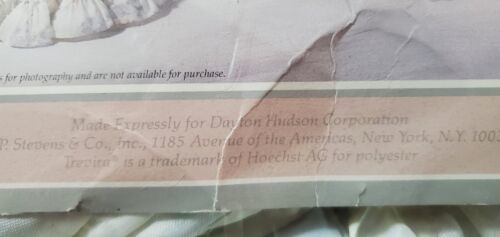 s for photography and are not available for purchase.
Made Expressly for Dayton Hudson Corporation
P. Stevens & Co., Inc., 1185 Avenue of the Americas, New York, N.Y. 1003
Trevira® is a trademark of Hoechst AG for polyester